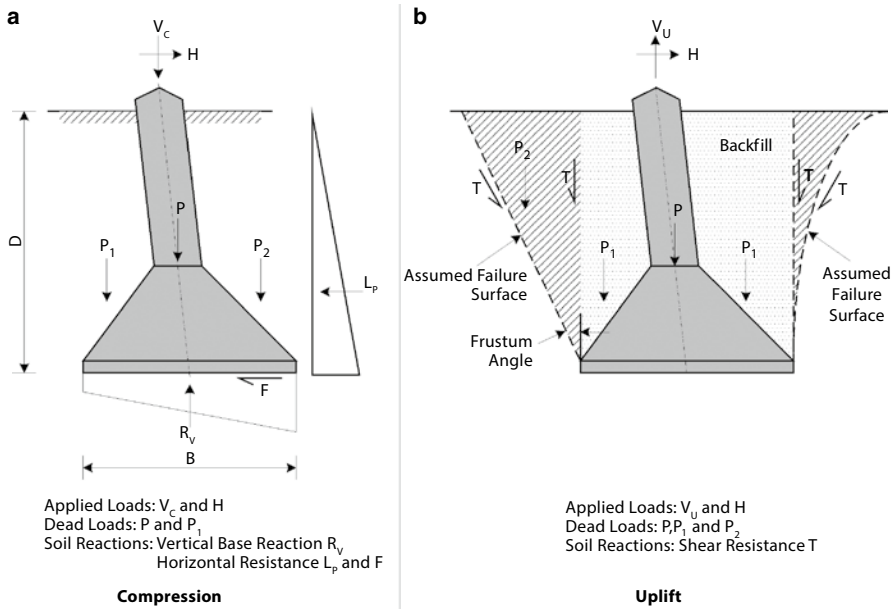 a
V_C
H
D
P
P_1
P_2
L_P
F
R_V
B
Applied Loads: V_C and H
Dead Loads: P and P_1
Soil Reactions: Vertical Base Reaction R_V
Horizontal Resistance L_P and F
Compression
b
V_U
H
Backfill
P_2
T
T
T
T
P
P_1
P_1
Assumed Failure
Surface
Assumed
Failure
Surface
Frustum
Angle
Applied Loads: V_U and H
Dead Loads: P,P_1 and P_2
Soil Reactions: Shear Resistance T
Uplift